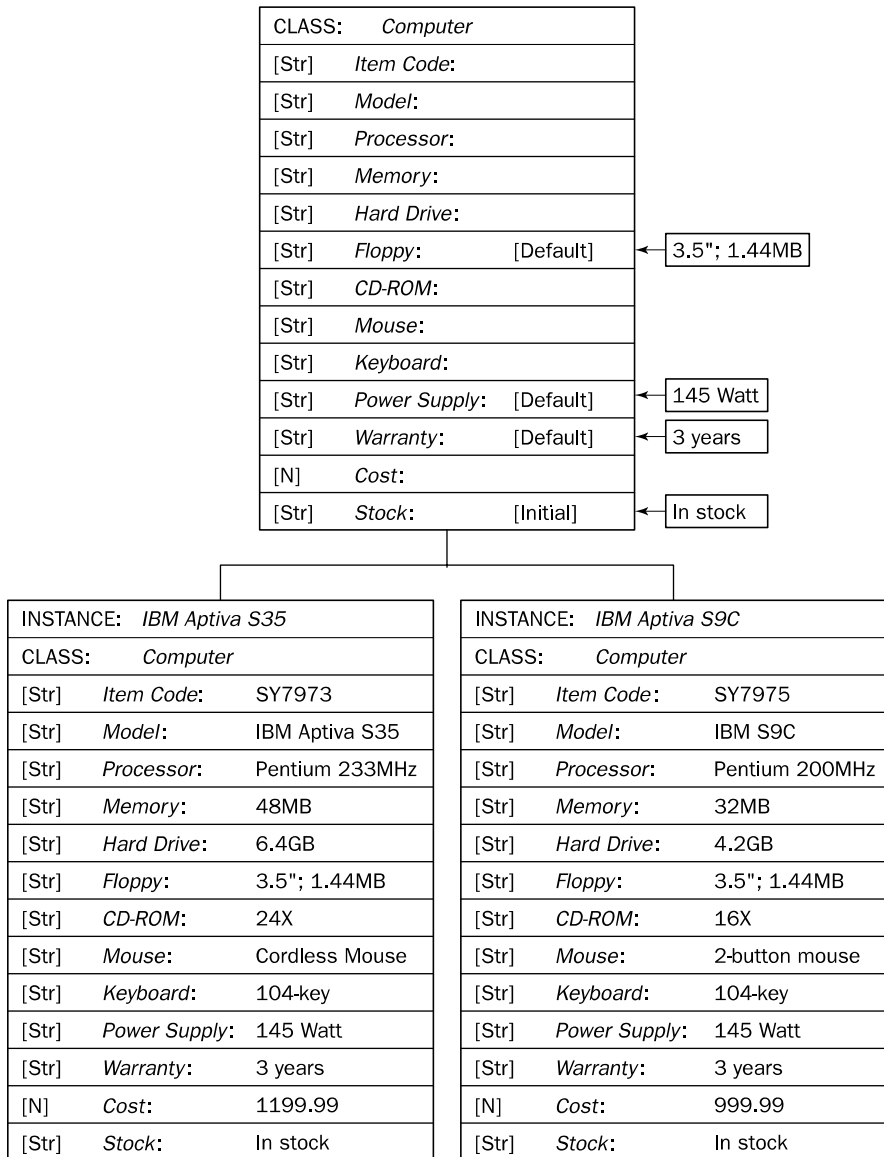 CLASS: Computer
[Str] Item Code:
[Str] Model:
[Str] Processor:
[Str] Memory:
[Str] Hard Drive:
[Str] Floppy: [Default] 3.5"; 1.44MB
[Str] CD-ROM:
[Str] Mouse:
[Str] Keyboard:
[Str] Power Supply: [Default] 145 Watt
[Str] Warranty: [Default] 3 years
[N] Cost:
[Str] Stock: [Initial] In stock
INSTANCE: IBM Aptiva S35
CLASS: Computer
[Str] Item Code: SY7973
[Str] Model: IBM Aptiva S35
[Str] Processor: Pentium 233MHz
[Str] Memory: 48MB
[Str] Hard Drive: 6.4GB
[Str] Floppy: 3.5"; 1.44MB
[Str] CD-ROM: 24X
[Str] Mouse: Cordless Mouse
[Str] Keyboard: 104-key
[Str] Power Supply: 145 Watt
[Str] Warranty: 3 years
[N] Cost: 1199.99
[Str] Stock: In stock
INSTANCE: IBM Aptiva S9C
CLASS: Computer
[Str] Item Code: SY7975
[Str] Model: IBM S9C
[Str] Processor: Pentium 200MHz
[Str] Memory: 32MB
[Str] Hard Drive: 4.2GB
[Str] Floppy: 3.5"; 1.44MB
[Str] CD-ROM: 16X
[Str] Mouse: 2-button mouse
[Str] Keyboard: 104-key
[Str] Power Supply: 145 Watt
[Str] Warranty: 3 years
[N] Cost: 999.99
[Str] Stock: In stock